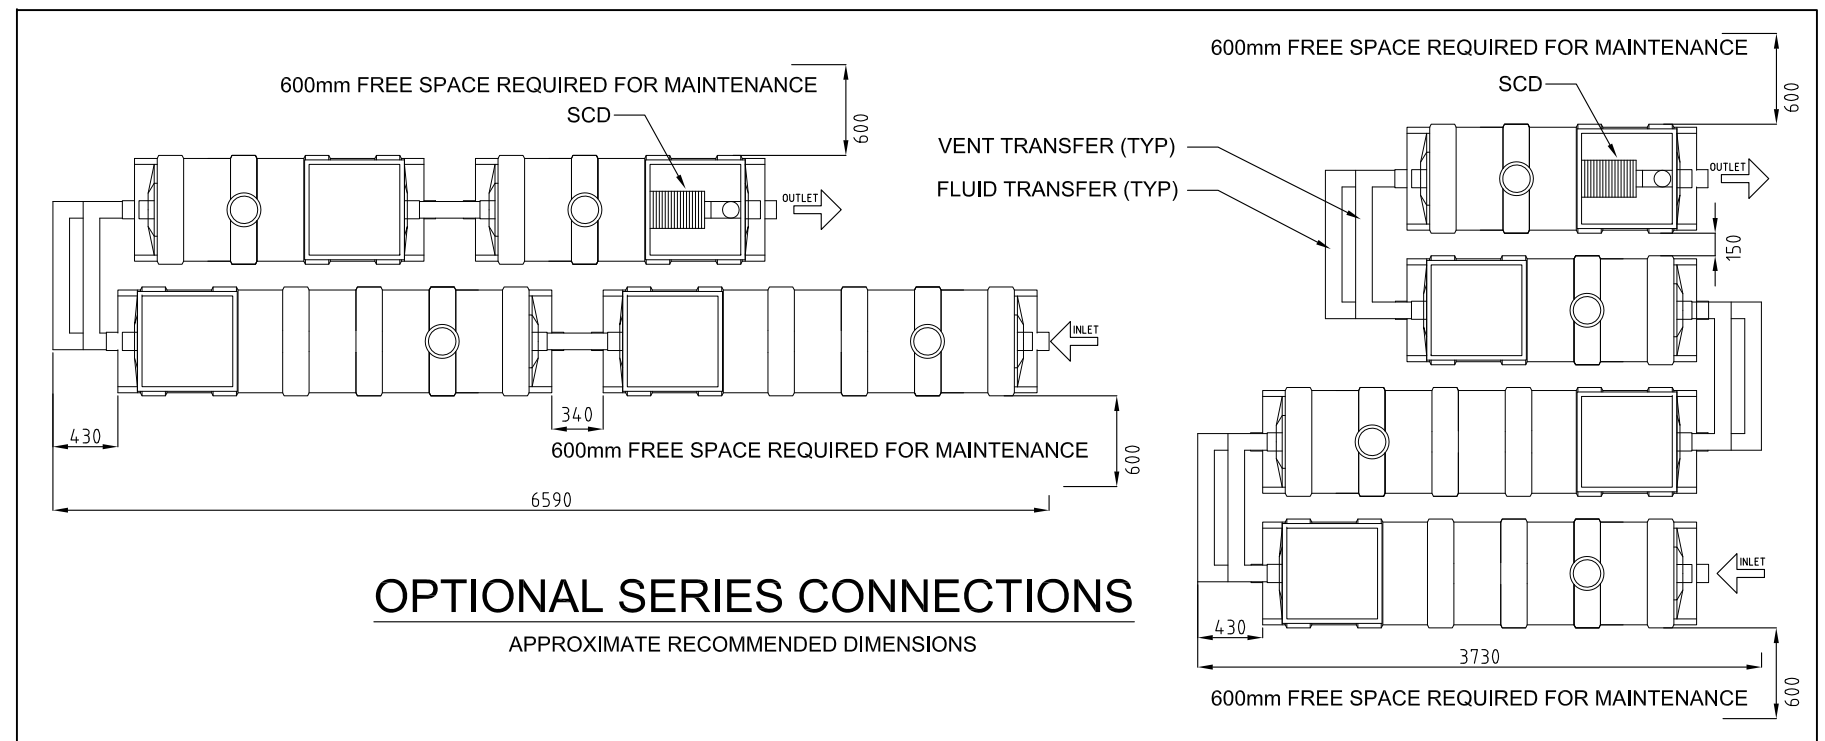 600mm FREE SPACE REQUIRED FOR MAINTENANCE
SCD
600
OUTLET
INLET
430
340
600mm FREE SPACE REQUIRED FOR MAINTENANCE
600
6590
OPTIONAL SERIES CONNECTIONS
APPROXIMATE RECOMMENDED DIMENSIONS
600mm FREE SPACE REQUIRED FOR MAINTENANCE
SCD
600
VENT TRANSFER (TYP)
FLUID TRANSFER (TYP)
OUTLET
150
INLET
430
3730
600mm FREE SPACE REQUIRED FOR MAINTENANCE
600